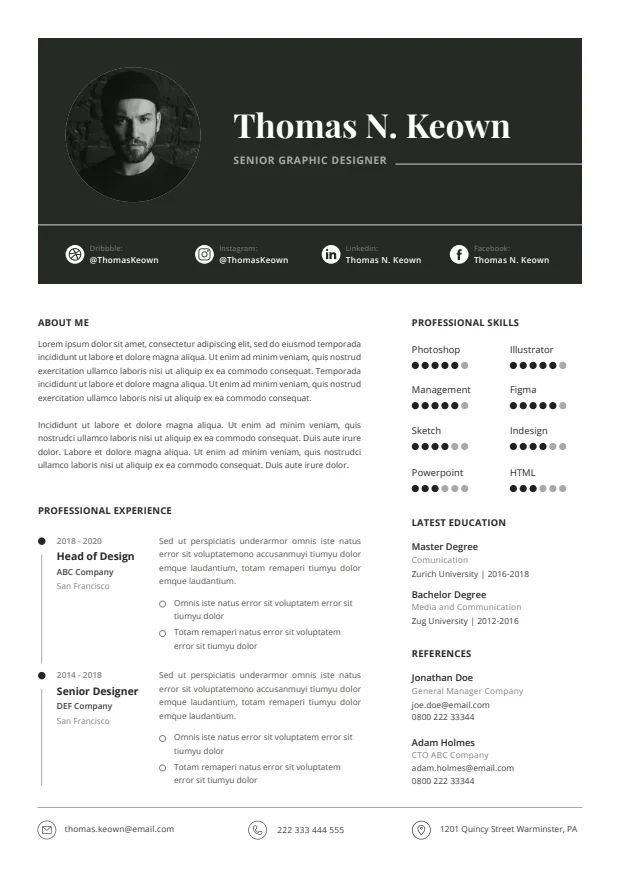 Thomas N. Keown
SENIOR GRAPHIC DESIGNER
Dribbble:
@ThomasKeown
Instagram:
@ThomasKeown
Linkedin:
Thomas N. Keown
Facebook:
Thomas N. Keown
ABOUT ME
Lorem ipsum dolor sit amet, consectetur adipiscing elit, sed do eiusmod temporada
incididunt ut labore et dolore magna aliqua. Ut enim ad minim veniam, quis nostrud
exercitation ullamco laboris nisi ut aliquip ex ea commodo consequat. Temporada
incididunt ut labore et dolore magna aliqua. Ut enim ad minim veniam, quis nostrud
exercitation ullamco laboris nisi ut aliquip ex ea commodo consequat.
Incididunt ut labore et dolore magna aliqua. Ut enim ad minim veniam, quis
nostrudci ullamco laboris nisi ut aliquip ex ea commodo consequat. Duis aute irure
dolor. Labore et dolore magna aliqua. Ut enim ad minim veniam, quis nostrudci
ullamco laboris nisi ut aliquip ex ea commodo consequat. Duis aute irure dolor.
PROFESSIONAL EXPERIENCE
2018 - 2020
Head of Design
ABC Company
San Francisco
Sed ut perspiciatis underarmor omnis iste natus
error sit voluptatemono accusanmuyi tiumyu dolor
emque laudantium, totam remaperi natus error sit
emque laudantium.
Omnis iste natus error sit voluptatem error sit
tiumyu dolor
Totam remaperi natus error sit voluptatem
error sit tiumyu dolor.
2014 - 2018
Senior Designer
DEF Company
San Francisco
Sed ut perspiciatis underarmor omnis iste natus
error sit voluptatemono accusanmuyi tiumyu dolor
emque laudantium, totam remaperi natus error sit
emque laudantium.
Omnis iste natus error sit voluptatem error sit
tiumyu dolor
Totam remaperi natus error sit voluptatem
error sit tiumyu dolor
PROFESSIONAL SKILLS
Photoshop
Illustrator
Management
Figma
Sketch
Indesign
Powerpoint
HTML
LATEST EDUCATION
Master Degree
Comunication
Zurich University | 2016-2018
Bachelor Degree
Media and Communication
Zug University | 2012-2016
REFERENCES
Jonathan Doe
General Manager Company
joe.doe@email.com
0800 222 33344
Adam Holmes
CTO ABC Company
adam.holmes@email.com
0800 222 33344
thomas.keown@email.com
222 333 444 555
1201 Quincy Street Warminster, PA